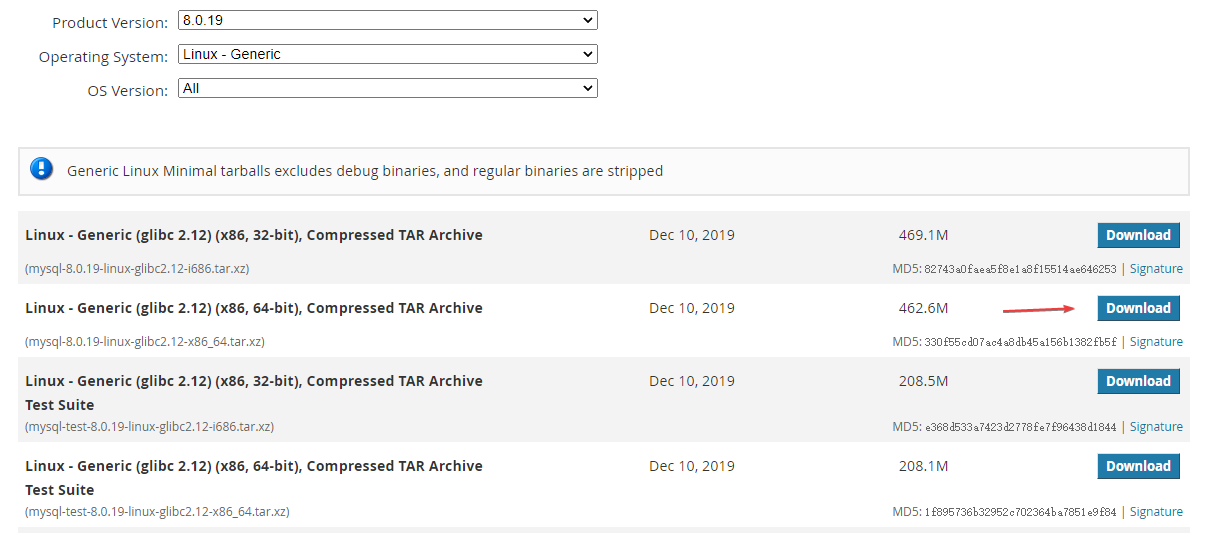 Product Version: 8.0.19
Operating System: Linux - Generic
OS Version: All
Generic Linux Minimal tarballs excludes debug binaries, and regular binaries are stripped
Linux - Generic (glibc 2.12) (x86, 32-bit), Compressed TAR Archive Dec 10, 2019 469.1M Download
(mysql-8.0.19-linux-glibc2.12-i686.tar.xz) MD5: 82743a0faea5f8e1a8f15514ae646253 | Signature
Linux - Generic (glibc 2.12) (x86, 64-bit), Compressed TAR Archive Dec 10, 2019 462.6M Download
(mysql-8.0.19-linux-glibc2.12-x86_64.tar.xz) MD5: 330f55cd07ac4a8db45a156b1382fb5f | Signature
Linux - Generic (glibc 2.12) (x86, 32-bit), Compressed TAR Archive Dec 10, 2019 208.5M Download
Test Suite
(mysql-test-8.0.19-linux-glibc2.12-i686.tar.xz) MD5: e368d533a7423d2778fe7f96438d1844 | Signature
Linux - Generic (glibc 2.12) (x86, 64-bit), Compressed TAR Archive Dec 10, 2019 208.1M Download
Test Suite
(mysql-test-8.0.19-linux-glibc2.12-x86_64.tar.xz) MD5: 1f895736b32952c702364ba7851e9f84 | Signature